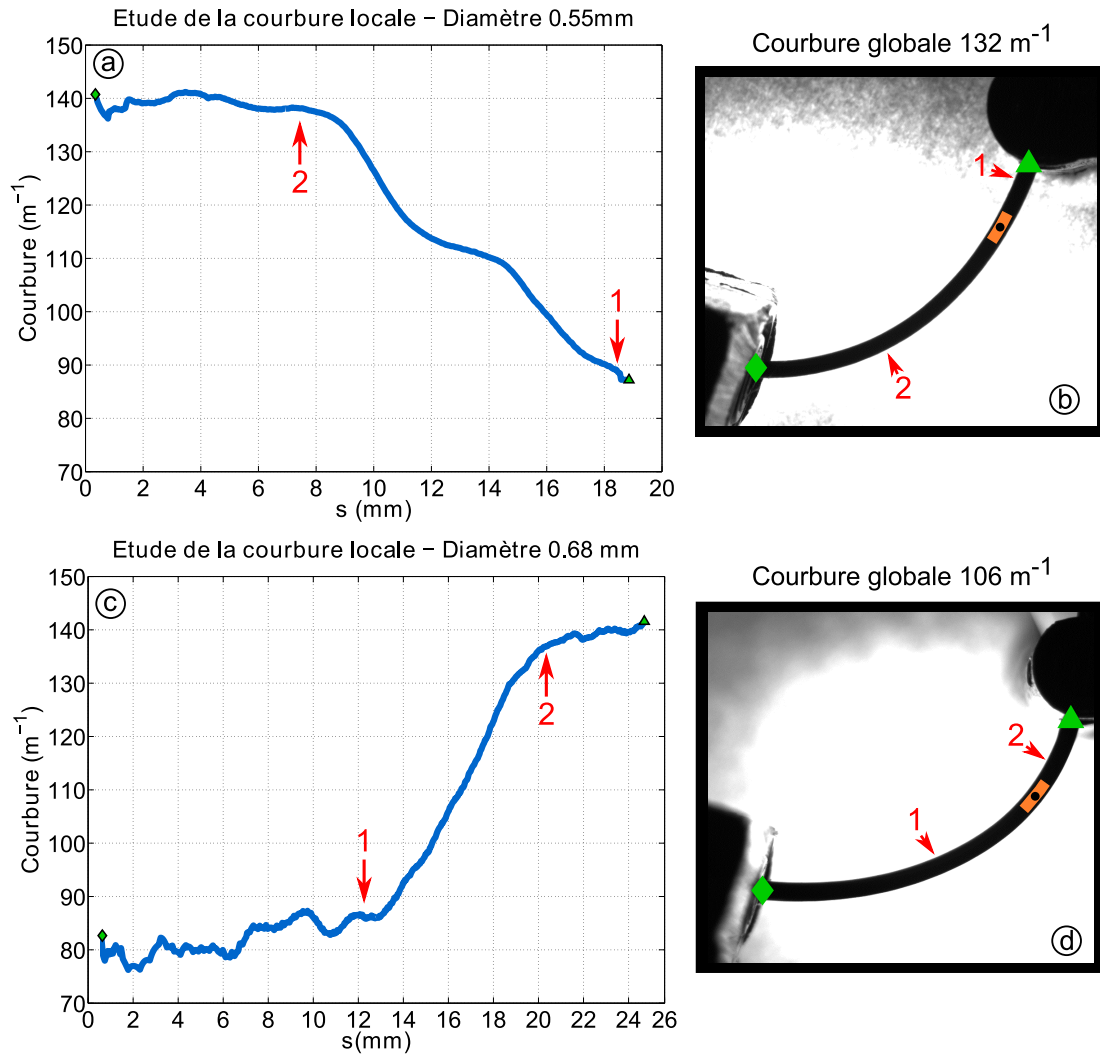 Etude de la courbure locale − Diamètre 0.55mm
150
140
130
120
110
100
90
80
70
Courbure (m⁻¹)
a
2
1
0 2 4 6 8 10 12 14 16 18 20
s (mm)
Courbure globale 132 m⁻¹
1
2
b
Etude de la courbure locale − Diamètre 0.68 mm
150
140
130
120
110
100
90
80
70
Courbure (m⁻¹)
c
2
1
0 2 4 6 8 10 12 14 16 18 20 22 24 26
s(mm)
Courbure globale 106 m⁻¹
2
1
d